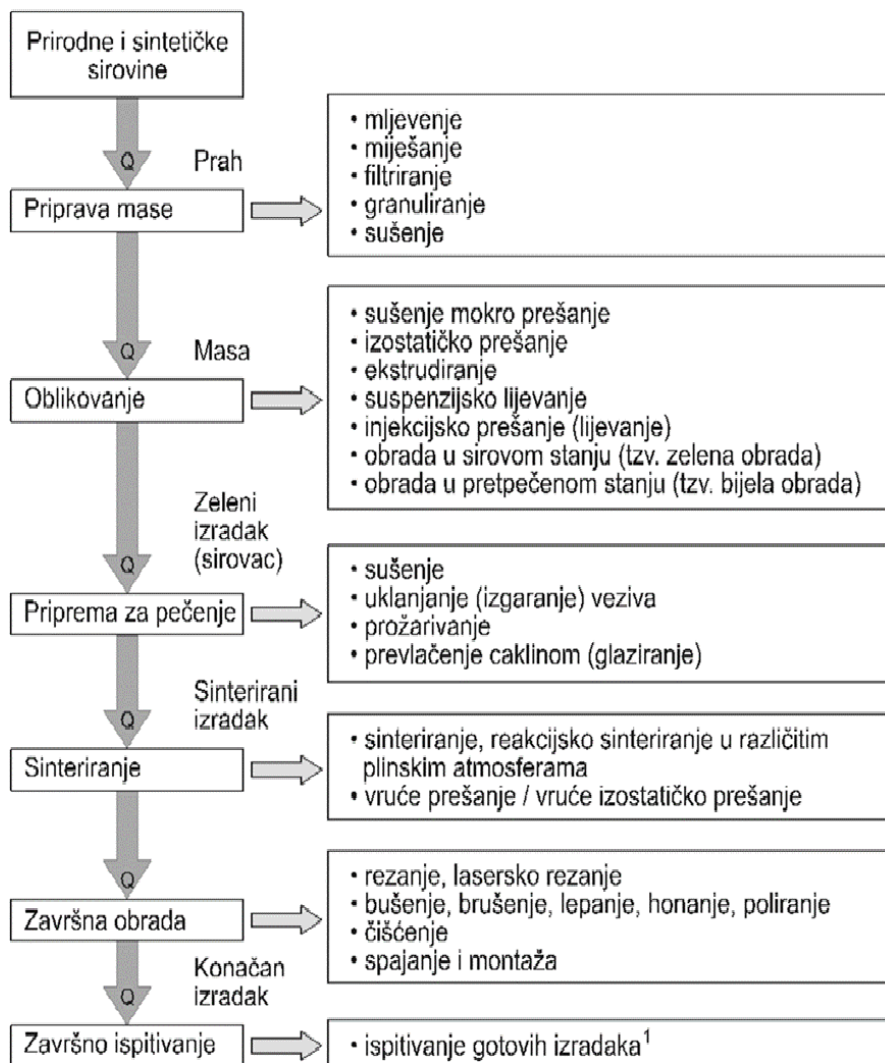 Prirodne i sintetičke
sirovine
Q
Prah
Priprava mase
• mljevenje
• miješanje
• filtriranje
• granuliranje
• sušenje
Q
Masa
Oblikovanje
• sušenje mokro prešanje
• izostatičko prešanje
• ekstrudiranje
• suspenzijsko lijevanje
• injekcijsko prešanje (lijevanje)
• obrada u sirovom stanju (tzv. zelena obrada)
• obrada u pretpečenom stanju (tzv. bijela obrada)
Zeleni
izradak
(sirovac)
Q
Priprema za pečenje
• sušenje
• uklanjanje (izgaranje) veziva
• prožarivanje
• prevlačenje caklinom (glaziranje)
Sinterirani
izradak
Q
Sinteriranje
• sinteriranje, reakcijsko sinteriranje u različitim
plinskim atmosferama
• vruće prešanje / vruće izostatičko prešanje
Q
Završna obrada
• rezanje, lasersko rezanje
• bušenje, brušenje, lepanje, honanje, poliranje
• čišćenje
• spajanje i montaža
Konačan
izradak
Q
Završno ispitivanje
• ispitivanje gotovih izradaka¹